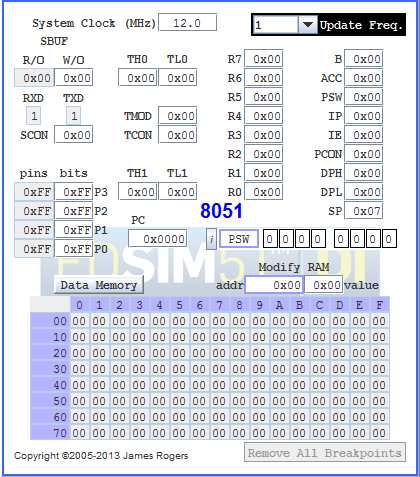 System Clock (MHz) 12.0 1 Update Freq.
SBUF
R/O W/O TH0 TL0 R7 0x00 B 0x00
0x00 0x00 0x00 0x00 R6 0x00 ACC 0x00
RXD TXD R5 0x00 PSW 0x00
1 1 TMOD 0x00 R4 0x00 IP 0x00
SCON 0x00 TCON 0x00 R3 0x00 IE 0x00
R2 0x00 PCON 0x00
pins bits TH1 TL1 R1 0x00 DPH 0x00
0xFF 0xFF P3 0x00 0x00 R0 0x00 DPL 0x00
0xFF 0xFF P2 8051 SP 0x07
0xFF 0xFF P1 PC
0xFF 0xFF P0 0x0000 i PSW 0 0 0 0 0 0 0 0
EDSIM51DI
TM
Modify RAM
Data Memory addr 0x00 0x00 value
0 1 2 3 4 5 6 7 8 9 A B C D E F
00 00 00 00 00 00 00 00 00 00 00 00 00 00 00 00 00
10 00 00 00 00 00 00 00 00 00 00 00 00 00 00 00 00
20 00 00 00 00 00 00 00 00 00 00 00 00 00 00 00 00
30 00 00 00 00 00 00 00 00 00 00 00 00 00 00 00 00
40 00 00 00 00 00 00 00 00 00 00 00 00 00 00 00 00
50 00 00 00 00 00 00 00 00 00 00 00 00 00 00 00 00
60 00 00 00 00 00 00 00 00 00 00 00 00 00 00 00 00
70 00 00 00 00 00 00 00 00 00 00 00 00 00 00 00 00
Copyright ©2005-2013 James Rogers Remove All Breakpoints